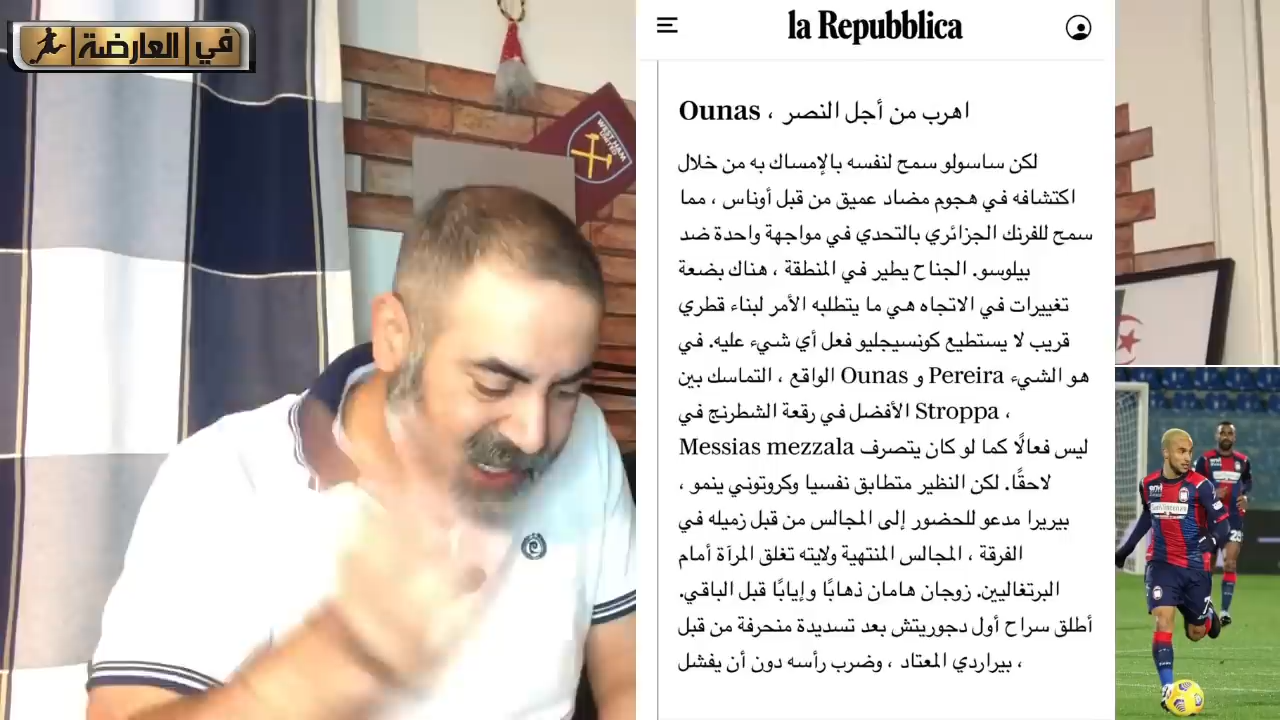 في العارضة
la Repubblica
WEST HAM
UNITED
Ounas ، اهرب من أجل النصر
لكن ساسولو سمح لنفسه بالإمساك به من خلال
اكتشافه في هجوم مضاد عميق من قبل أوناس ، مما
سمح للفرنك الجزائري بالتحدي في مواجهة واحدة ضد
بيلوسو. الجناح يطير في المنطقة ، هناك بضعة
تغييرات في الاتجاه هي ما يتطلبه الأمر لبناء قطري
قريب لا يستطيع كونسيجليو فعل أي شيء عليه. في
هو الشيء Pereira و Ounas الواقع ، التماسك بين
، Stroppa الأفضل في رقعة الشطرنج في
ليس فعالًا كما لو كان يتصرف Messias mezzala
لاحقًا. لكن النظير متطابق نفسيا وكروتوني ينمو ،
بيريرا مدعو للحضور إلى المجالس من قبل زميله في
الفرقة ، المجالس المنتهية ولايته تغلق المرآة أمام
البرتغاليين. زوجان هامان ذهابًا وإيابًا قبل الباقي.
أطلق سراح أول دجوريتش بعد تسديدة منحرفة من قبل
، بيراردي المعتاد ، وضرب رأسه دون أن يفشل